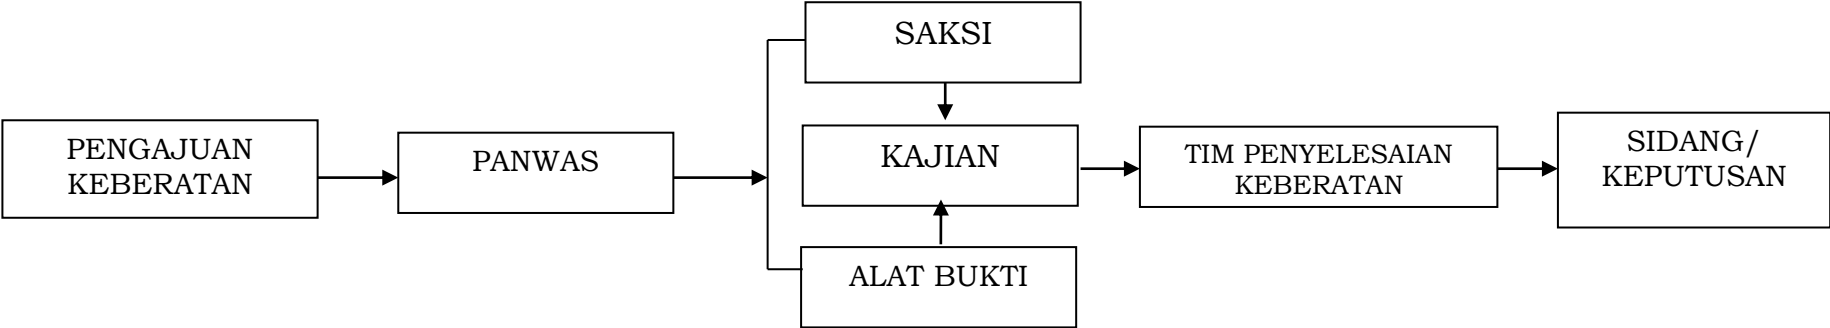 PENGAJUAN
KEBERATAN
PANWAS
SAKSI
KAJIAN
ALAT BUKTI
TIM PENYELESAIAN
KEBERATAN
SIDANG/
KEPUTUSAN